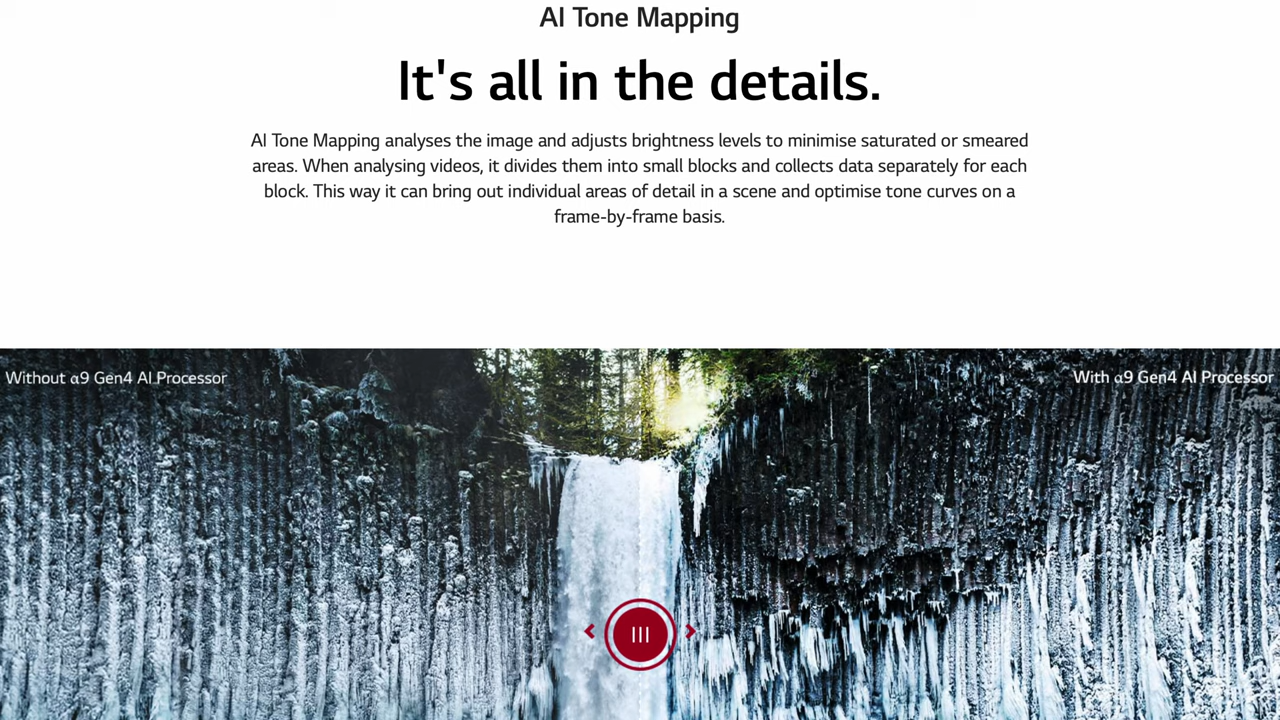 AI Tone Mapping
It's all in the details.
AI Tone Mapping analyses the image and adjusts brightness levels to minimise saturated or smeared
areas. When analysing videos, it divides them into small blocks and collects data separately for each
block. This way it can bring out individual areas of detail in a scene and optimise tone curves on a
frame-by-frame basis.
Without α9 Gen4 AI Processor
With α9 Gen4 AI Processor